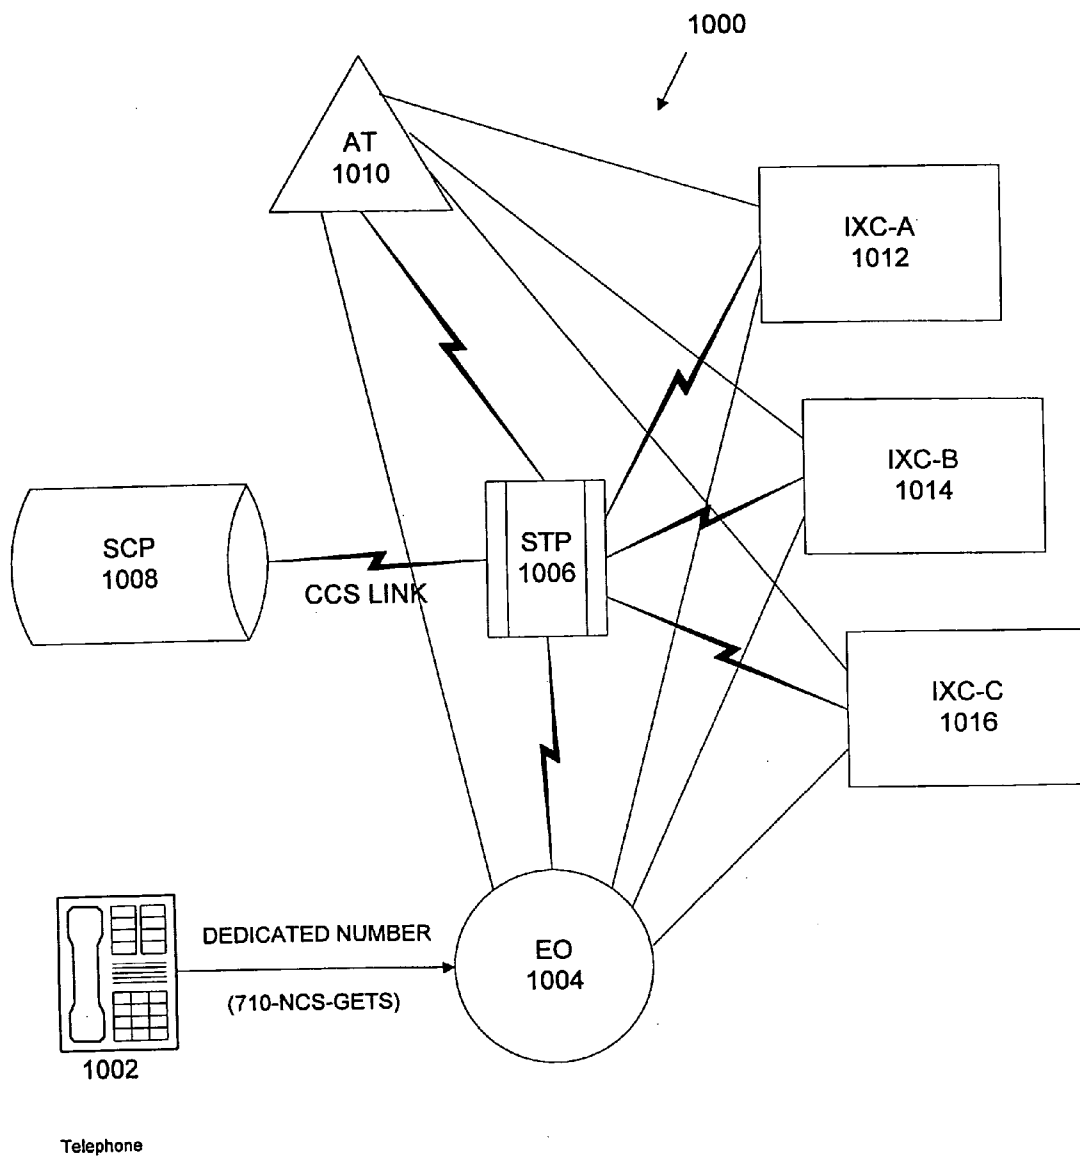 1000
AT
1010
IXC-A
1012
IXC-B
1014
SCP
1008
STP
1006
CCS LINK
IXC-C
1016
DEDICATED NUMBER
EO
1004
(710-NCS-GETS)
1002
Telephone